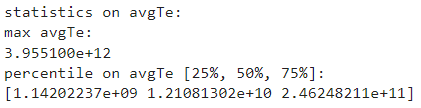 statistics on avgTe:
max avgTe:
3.955100e+12
percentile on avgTe [25%, 50%, 75%]:
[1.14202237e+09 1.21081302e+10 2.46248211e+11]